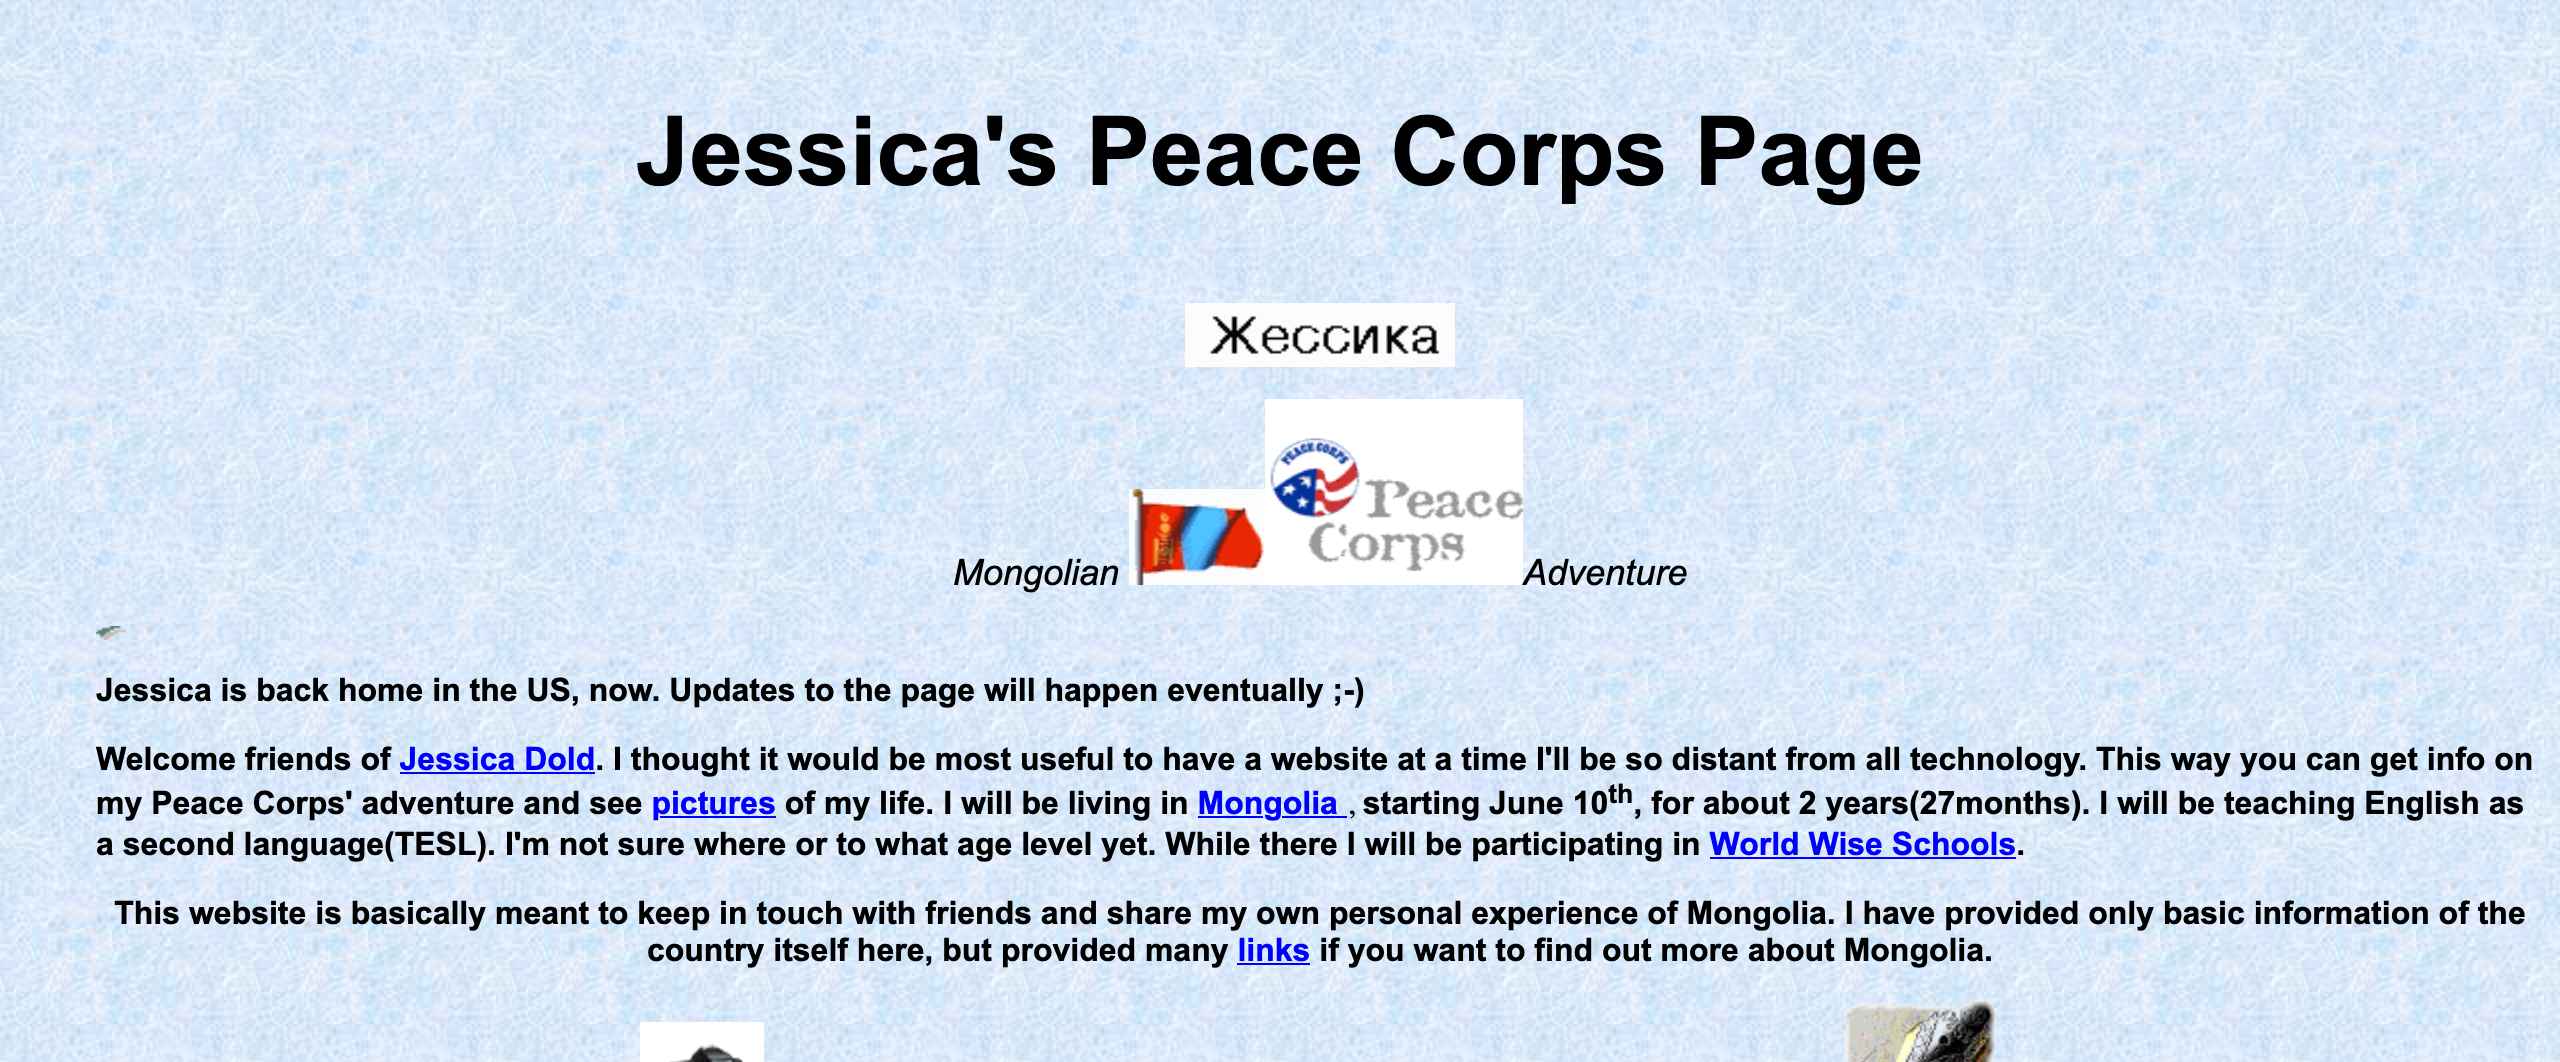 Jessica's Peace Corps Page
Жессика
PEACE CORPS
Peace
Corps
Mongolian Adventure
Jessica is back home in the US, now. Updates to the page will happen eventually ;-)
Welcome friends of Jessica Dold. I thought it would be most useful to have a website at a time I'll be so distant from all technology. This way you can get info on
my Peace Corps' adventure and see pictures of my life. I will be living in Mongolia , starting June 10th, for about 2 years(27months). I will be teaching English as
a second language(TESL). I'm not sure where or to what age level yet. While there I will be participating in World Wise Schools.
This website is basically meant to keep in touch with friends and share my own personal experience of Mongolia. I have provided only basic information of the
country itself here, but provided many links if you want to find out more about Mongolia.